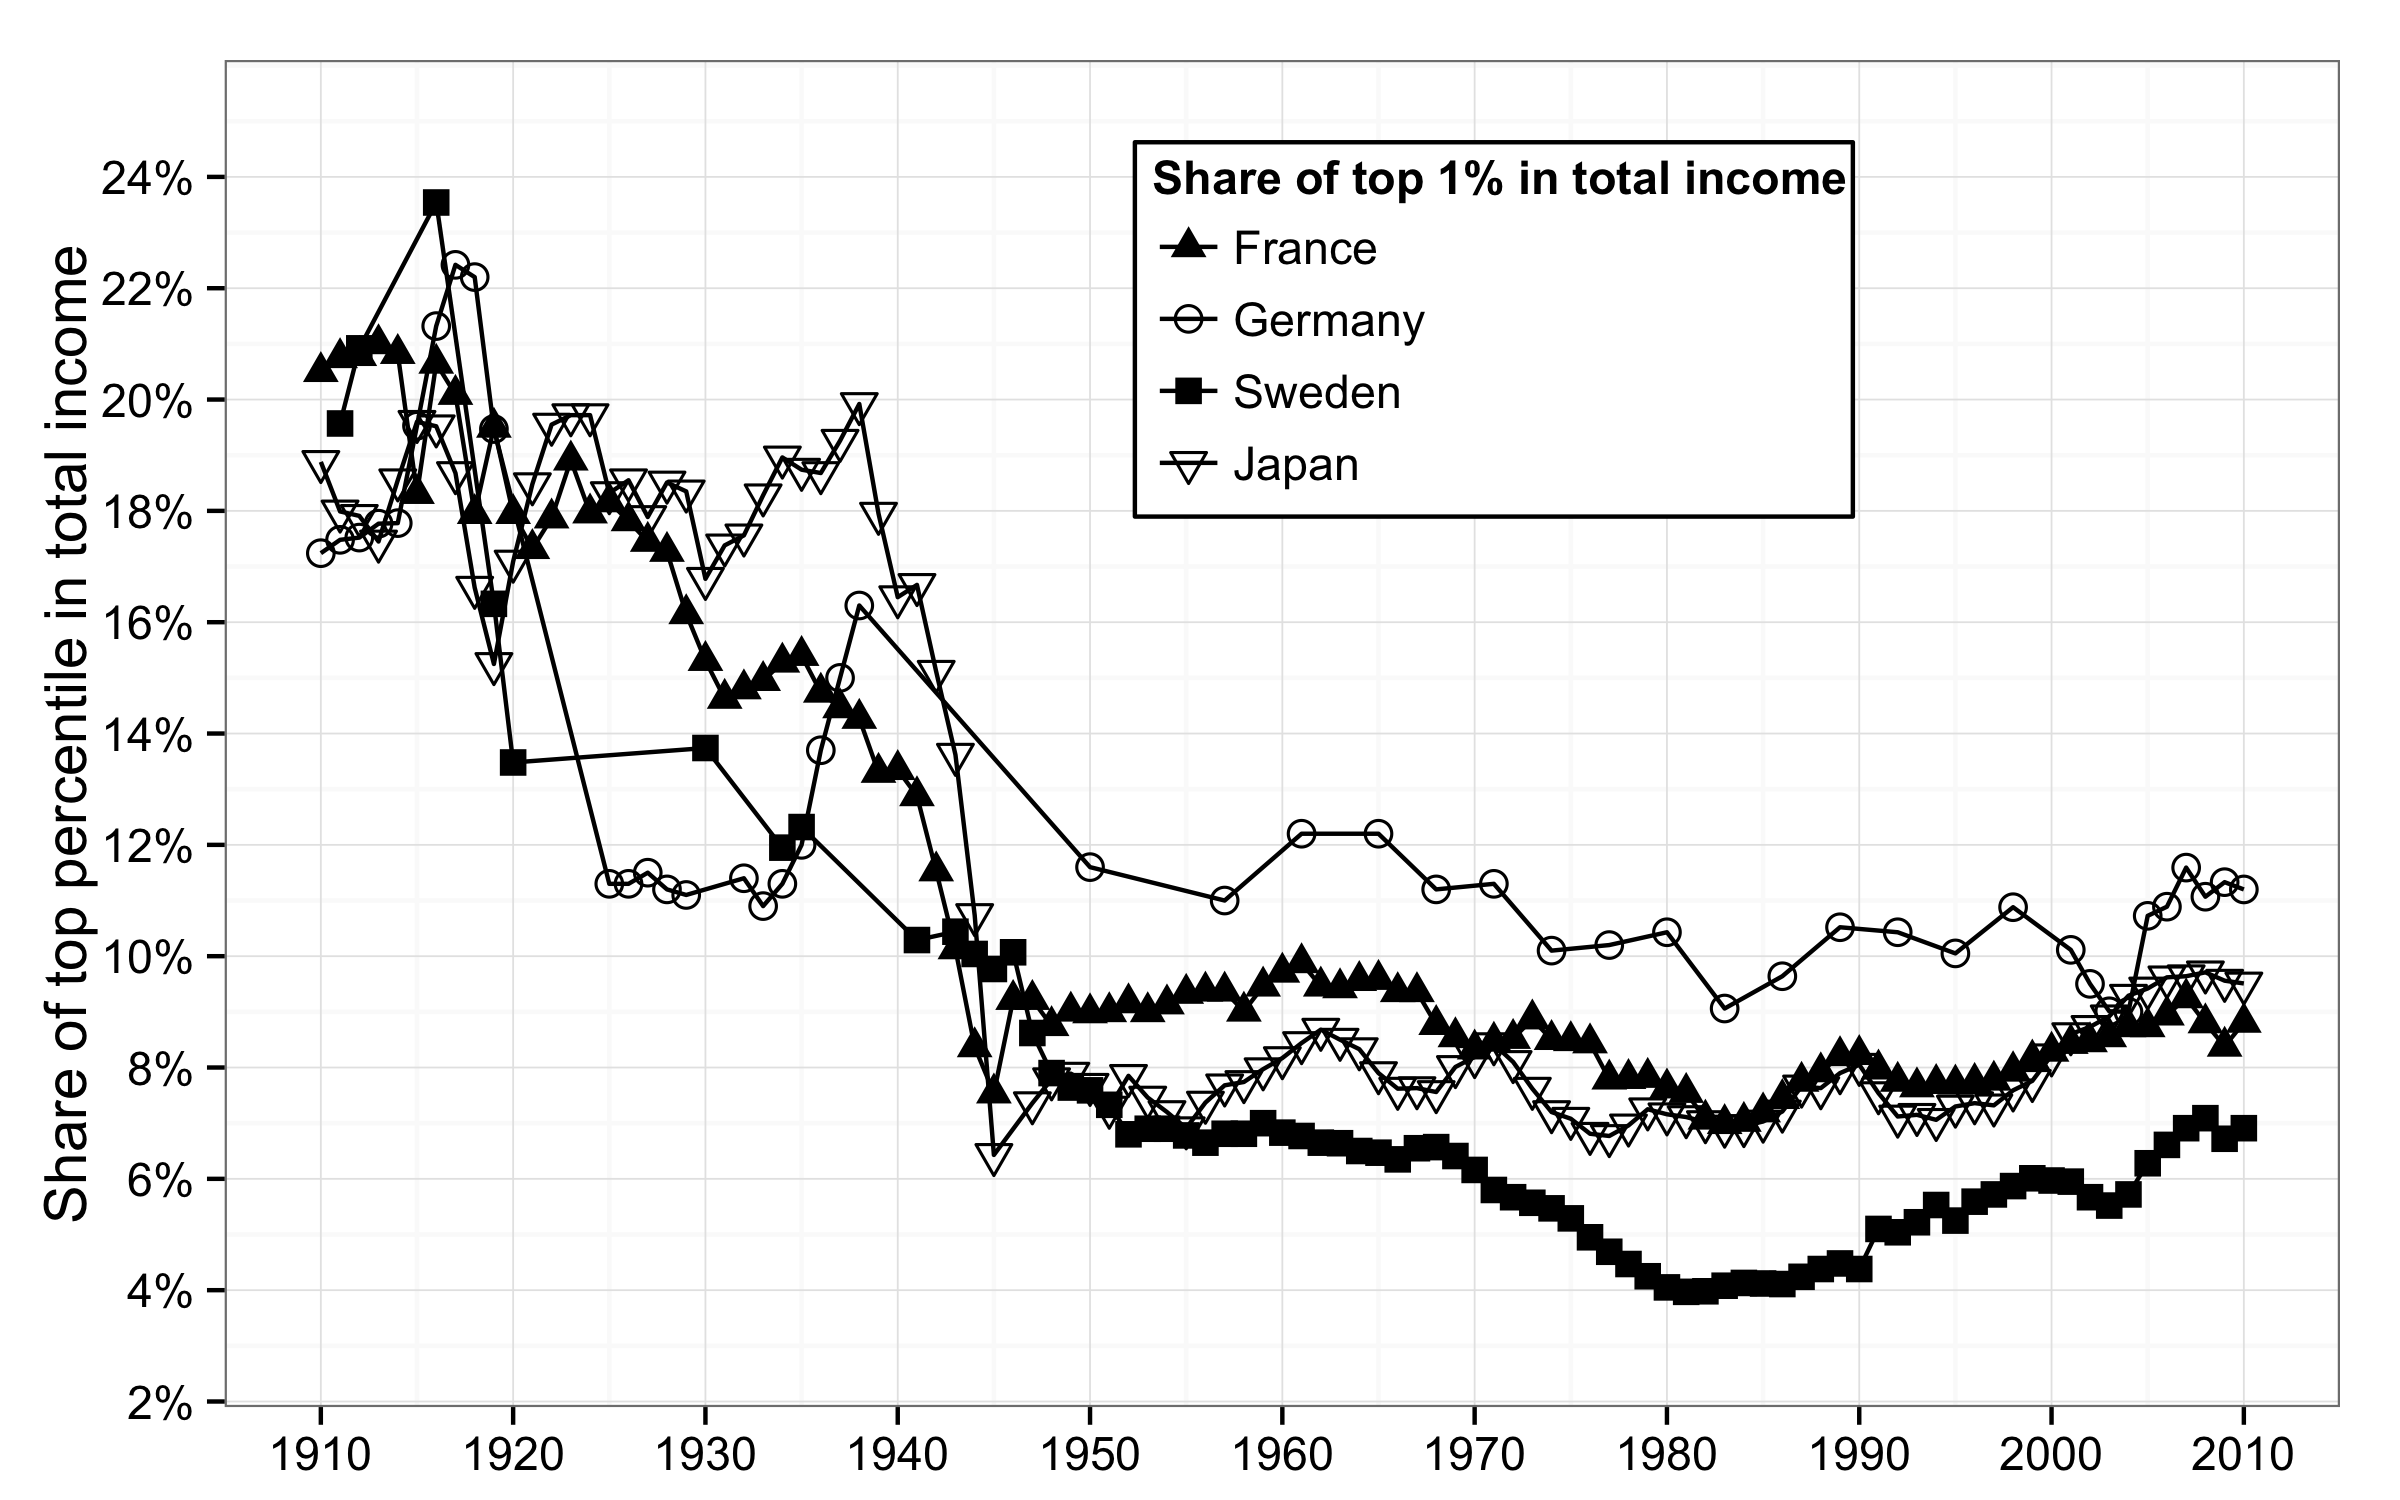 Share of top percentile in total income
24%
22%
20%
18%
16%
14%
12%
10%
8%
6%
4%
2%
Share of top 1% in total income
France
Germany
Sweden
Japan
1910 1920 1930 1940 1950 1960 1970 1980 1990 2000 2010